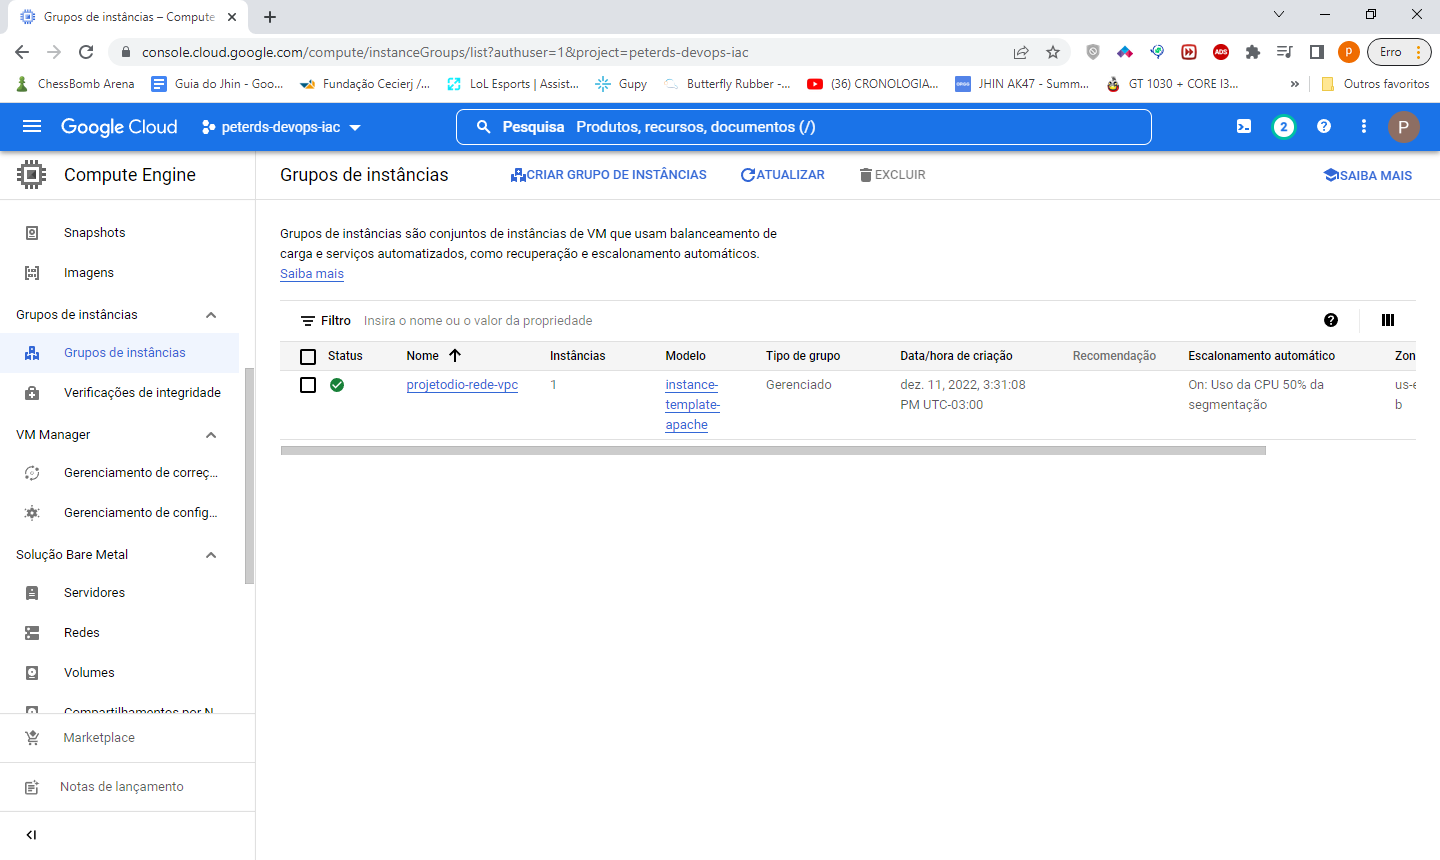 Grupos de instâncias – Compute
console.cloud.google.com/compute/instanceGroups/list?authuser=1&project=peterds-devops-iac
ADS
p
Erro
ChessBomb Arena
Guia do Jhin - Goo...
Fundação Cecierj /...
LoL Esports | Assist...
Gupy
Butterfly Rubber -...
(36) CRONOLOGIA...
JHIN AK47 - Summ...
GT 1030 + CORE I3...
»
Outros favoritos
Google Cloud
peterds-devops-iac
Pesquisa Produtos, recursos, documentos (/)
2
P
Compute Engine
Grupos de instâncias
CRIAR GRUPO DE INSTÂNCIAS
ATUALIZAR
EXCLUIR
SAIBA MAIS
Snapshots
Imagens
Grupos de instâncias
Grupos de instâncias
Verificações de integridade
VM Manager
Gerenciamento de correç...
Gerenciamento de config...
Solução Bare Metal
Servidores
Redes
Volumes
Compartilhamentos por N
Marketplace
Notas de lançamento
Grupos de instâncias são conjuntos de instâncias de VM que usam balanceamento de
carga e serviços automatizados, como recuperação e escalonamento automáticos.
Saiba mais
Filtro Insira o nome ou o valor da propriedade
Status Nome Instâncias Modelo Tipo de grupo Data/hora de criação Recomendação Escalonamento automático Zon
projetodio-rede-vpc 1 instance- Gerenciado dez. 11, 2022, 3:31:08 On: Uso da CPU 50% da us-e
template- PM UTC-03:00 segmentação b
apache